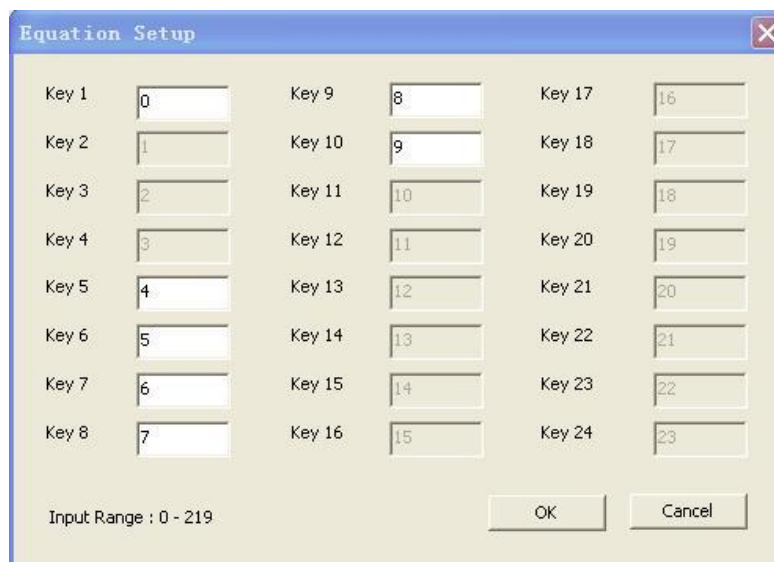 Equation Setup
Key 1 0 Key 9 8 Key 17 16
Key 2 1 Key 10 9 Key 18 17
Key 3 2 Key 11 10 Key 19 18
Key 4 3 Key 12 11 Key 20 19
Key 5 4 Key 13 12 Key 21 20
Key 6 5 Key 14 13 Key 22 21
Key 7 6 Key 15 14 Key 23 22
Key 8 7 Key 16 15 Key 24 23
Input Range : 0 - 219 OK Cancel